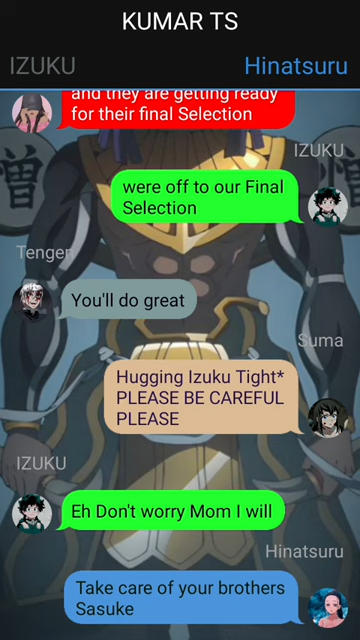 KUMAR TS
IZUKU Hinatsuru
and they are getting ready
for their final Selection
IZUKU
were off to our Final
Selection
Tengen
You'll do great
Suma
Hugging Izuku Tight*
PLEASE BE CAREFUL
PLEASE
IZUKU
Eh Don't worry Mom I will
Hinatsuru
Take care of your brothers
Sasuke
憎